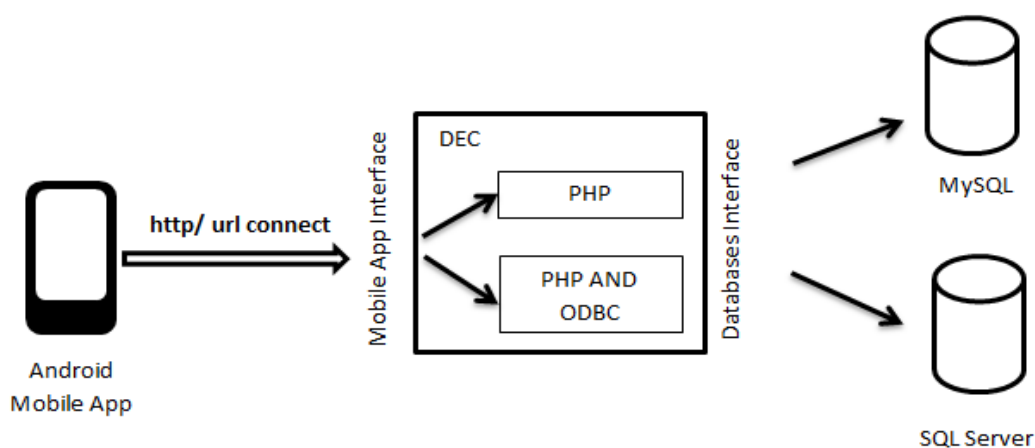 Android
Mobile App
http/ url connect
Mobile App Interface
DEC
PHP
PHP AND
ODBC
Databases Interface
MySQL
SQL Server